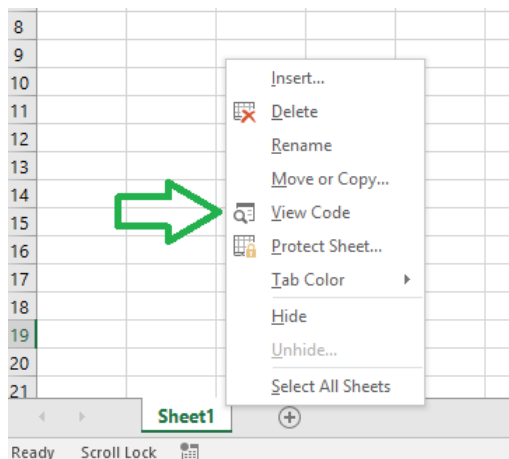 8
9
10
Insert...
11
Delete
12
Rename
13
Move or Copy...
14
View Code
15
16
Protect Sheet...
17
Tab Color
18
Hide
19
Unhide...
20
Select All Sheets
21
Sheet1
Ready Scroll Lock